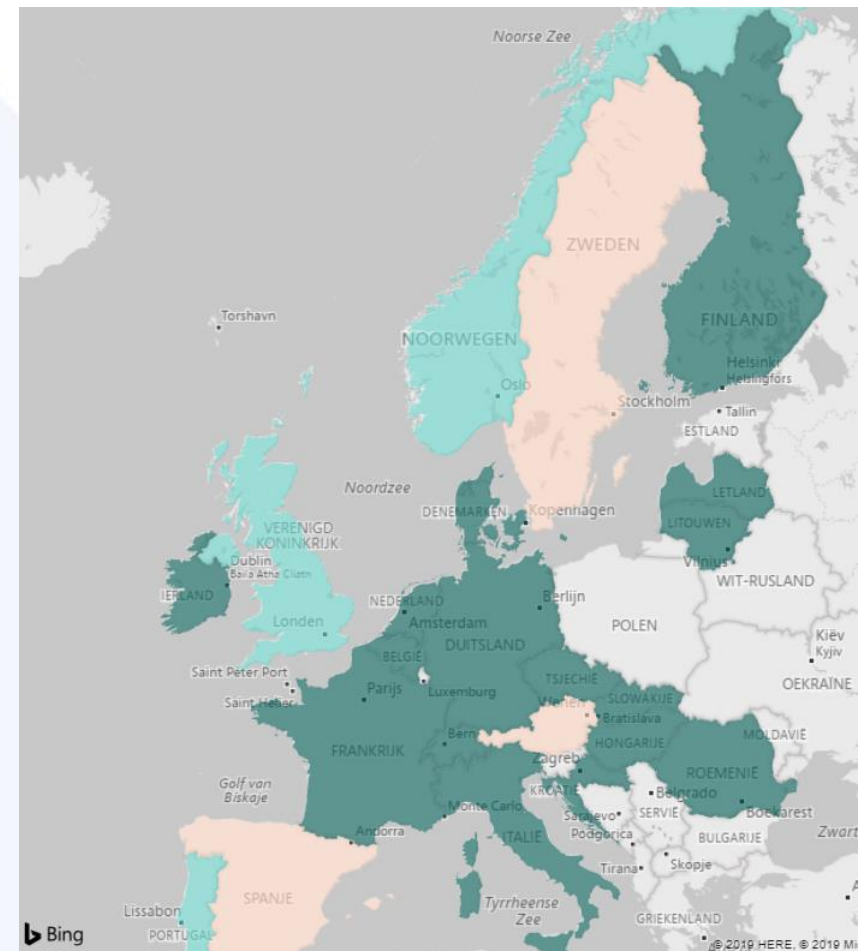 Noorse Zee
ZWEDEN
FINLAND
Torshavn
NOORWEGEN
Oslo
Helsinki
Helsingfors
Stockholm
Tallin
ESTLAND
Noordzee
LETLAND
DENEMARKEN
Kopenhagen
LITOUWEN
VERENIGD
KONINKRIJK
Vilnius
Dublin
Baile Átha Cliath
WIT-RUSLAND
IERLAND
NEDERLAND
Berlijn
Amsterdam
POLEN
Londen
DUITSLAND
Kiëv
Kyjiv
BELGIË
Saint Peter Port
TSJECHIË
OEKRAÏNE
Parijs
Luxemburg
Saint Helier
Wenen
SLOWAKIJE
Bratislava
MOLDAVIË
Bern
HONGARIJE
FRANKRIJK
Zagreb
ROEMENIË
Golf van
Biskaje
KROATIË
Belgrado
Monte Carlo
Sarajevo
SERVIË
Boekarest
Andorra
ITALIË
Podgorica
BULGARIJE
Zwart
Tirana
Skopje
SPANJE
Lissabon
Tyrrheense
Zee
GRIEKENLAND
PORTUGAL
Bing
© 2019 HERE, © 2019 Mi